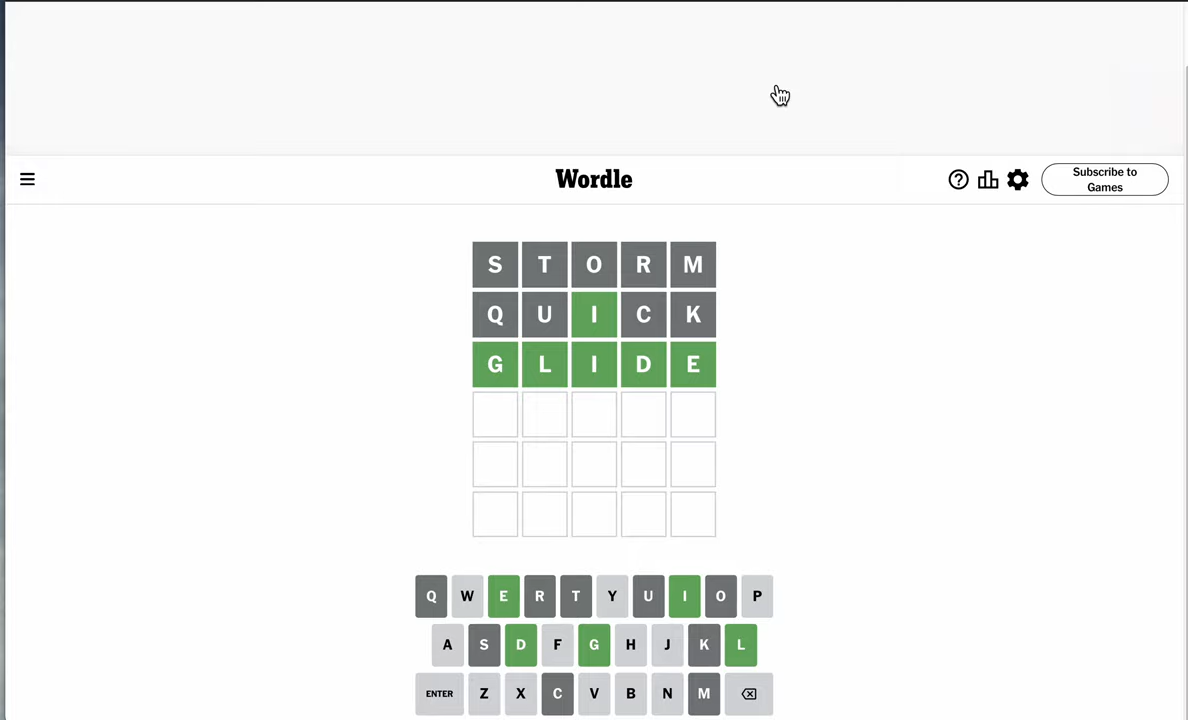 Wordle
Subscribe to
Games
S T O R M
Q U I C K
G L I D E
Q W E R T Y U I O P
A S D F G H J K L
ENTER Z X C V B N M